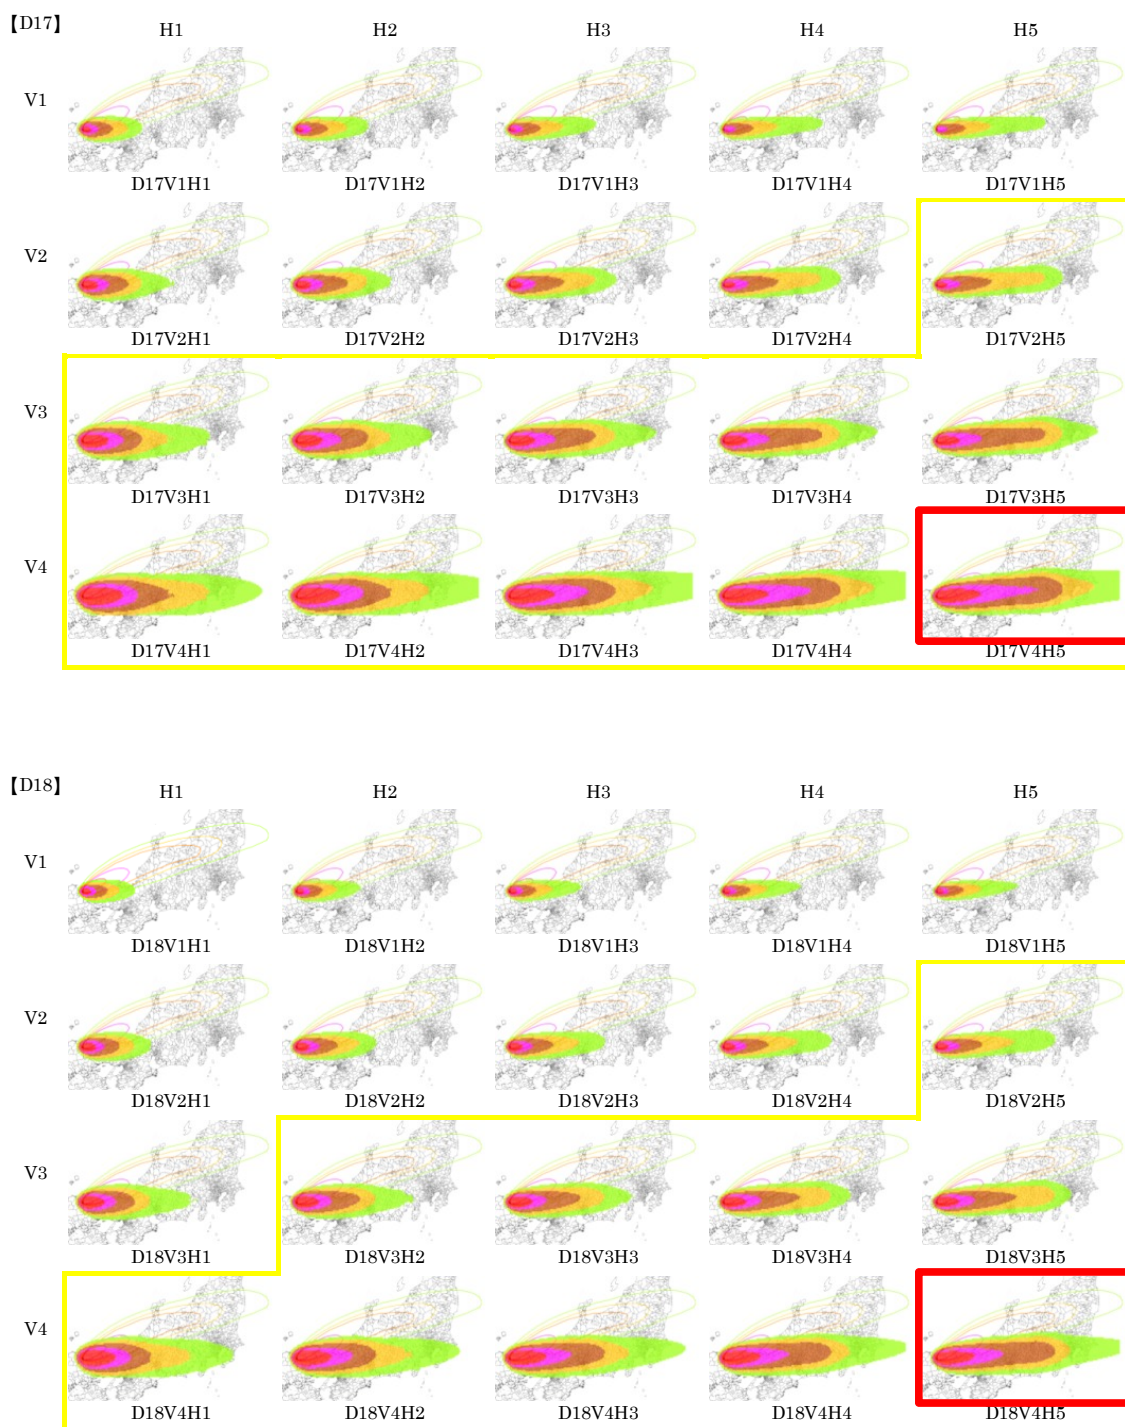 【D17】
H1 H2 H3 H4 H5
V1
D17V1H1 D17V1H2 D17V1H3 D17V1H4 D17V1H5
V2
D17V2H1 D17V2H2 D17V2H3 D17V2H4 D17V2H5
V3
D17V3H1 D17V3H2 D17V3H3 D17V3H4 D17V3H5
V4
D17V4H1 D17V4H2 D17V4H3 D17V4H4 D17V4H5
【D18】
H1 H2 H3 H4 H5
V1
D18V1H1 D18V1H2 D18V1H3 D18V1H4 D18V1H5
V2
D18V2H1 D18V2H2 D18V2H3 D18V2H4 D18V2H5
V3
D18V3H1 D18V3H2 D18V3H3 D18V3H4 D18V3H5
V4
D18V4H1 D18V4H2 D18V4H3 D18V4H4 D18V4H5